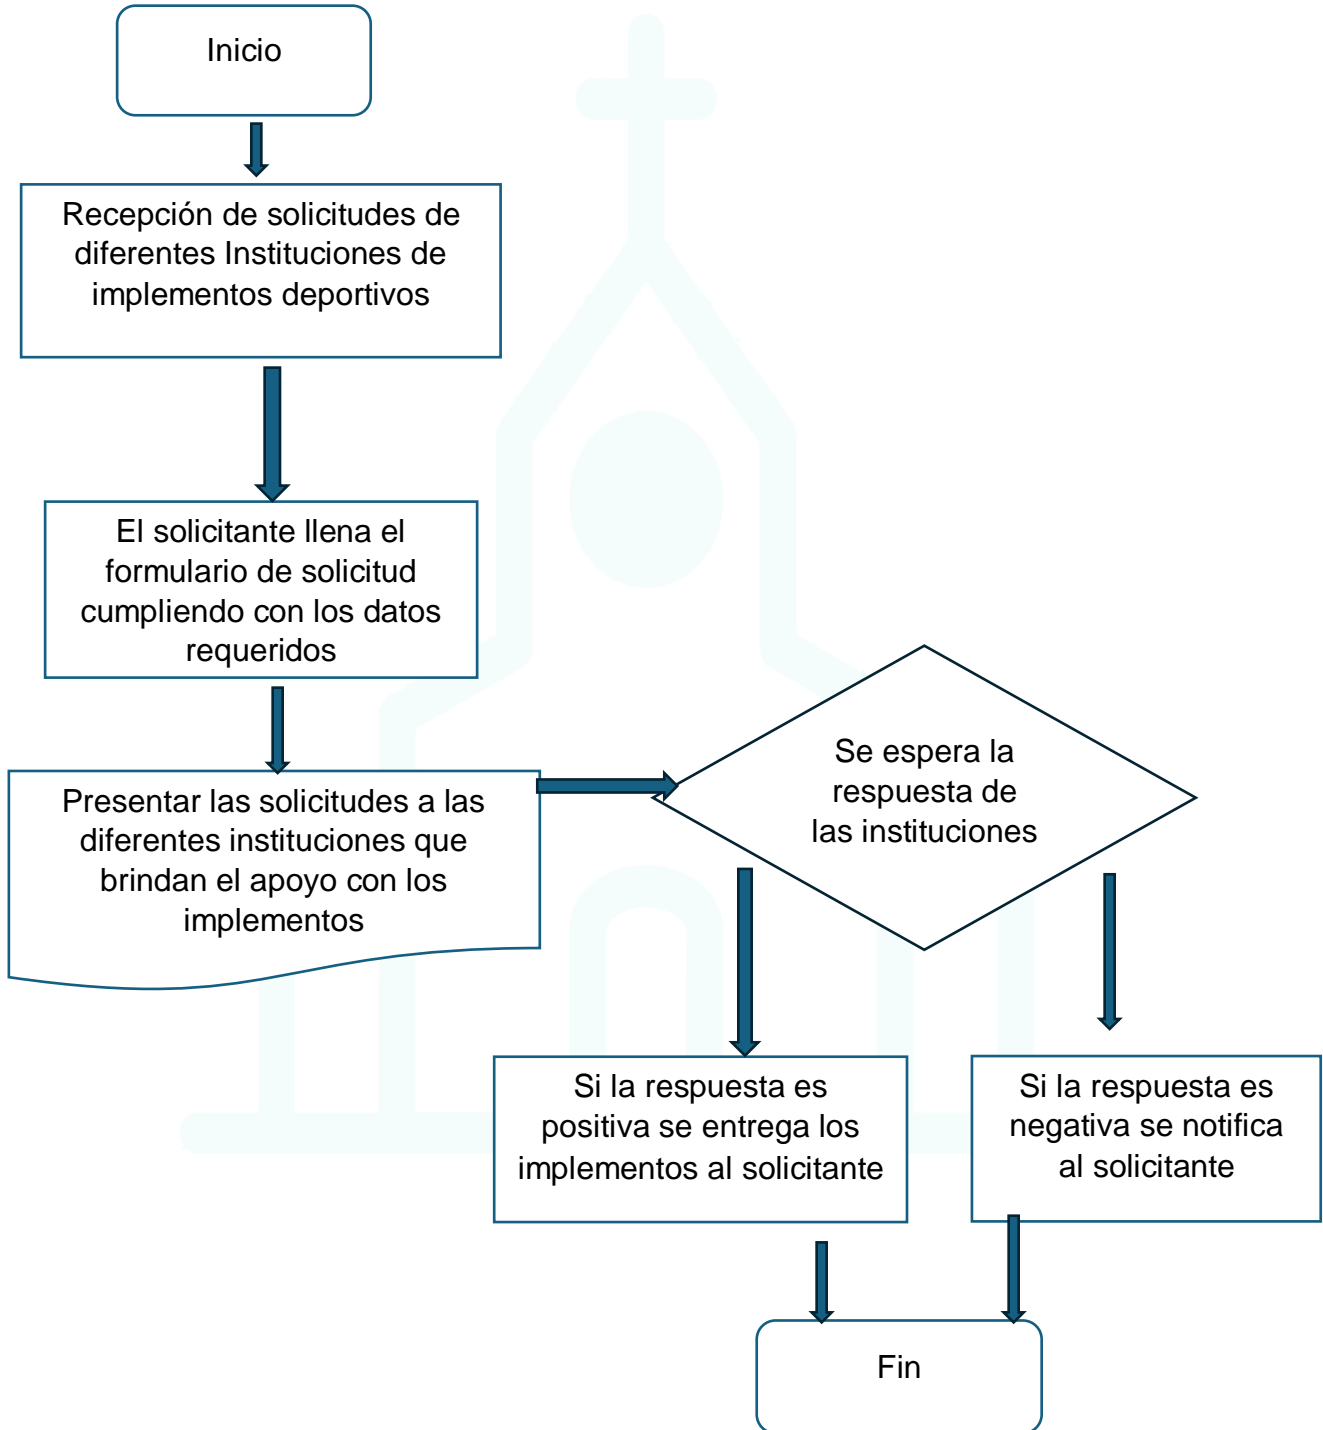 Inicio
Recepción de solicitudes de
diferentes Instituciones de
implementos deportivos
El solicitante llena el
formulario de solicitud
cumpliendo con los datos
requeridos
Presentar las solicitudes a las
diferentes instituciones que
brindan el apoyo con los
implementos
Se espera la
respuesta de
las instituciones
Si la respuesta es
positiva se entrega los
implementos al solicitante
Si la respuesta es
negativa se notifica
al solicitante
Fin